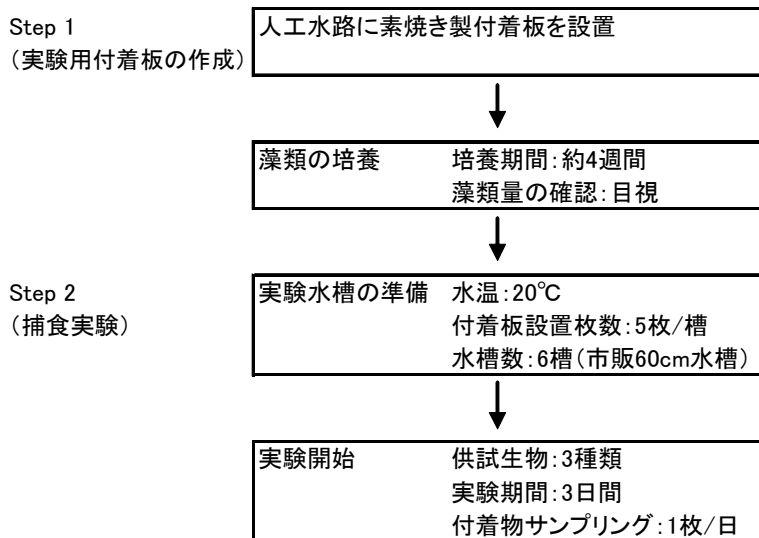 Step 1
（実験用付着板の作成）
人工水路に素焼き製付着板を設置
藻類の培養 培養期間：約4週間
藻類量の確認：目視
Step 2
（捕食実験）
実験水槽の準備 水温：20℃
付着板設置枚数：5枚/槽
水槽数：6槽（市販60cm水槽）
実験開始 供試生物：3種類
実験期間：3日間
付着物サンプリング：1枚/日